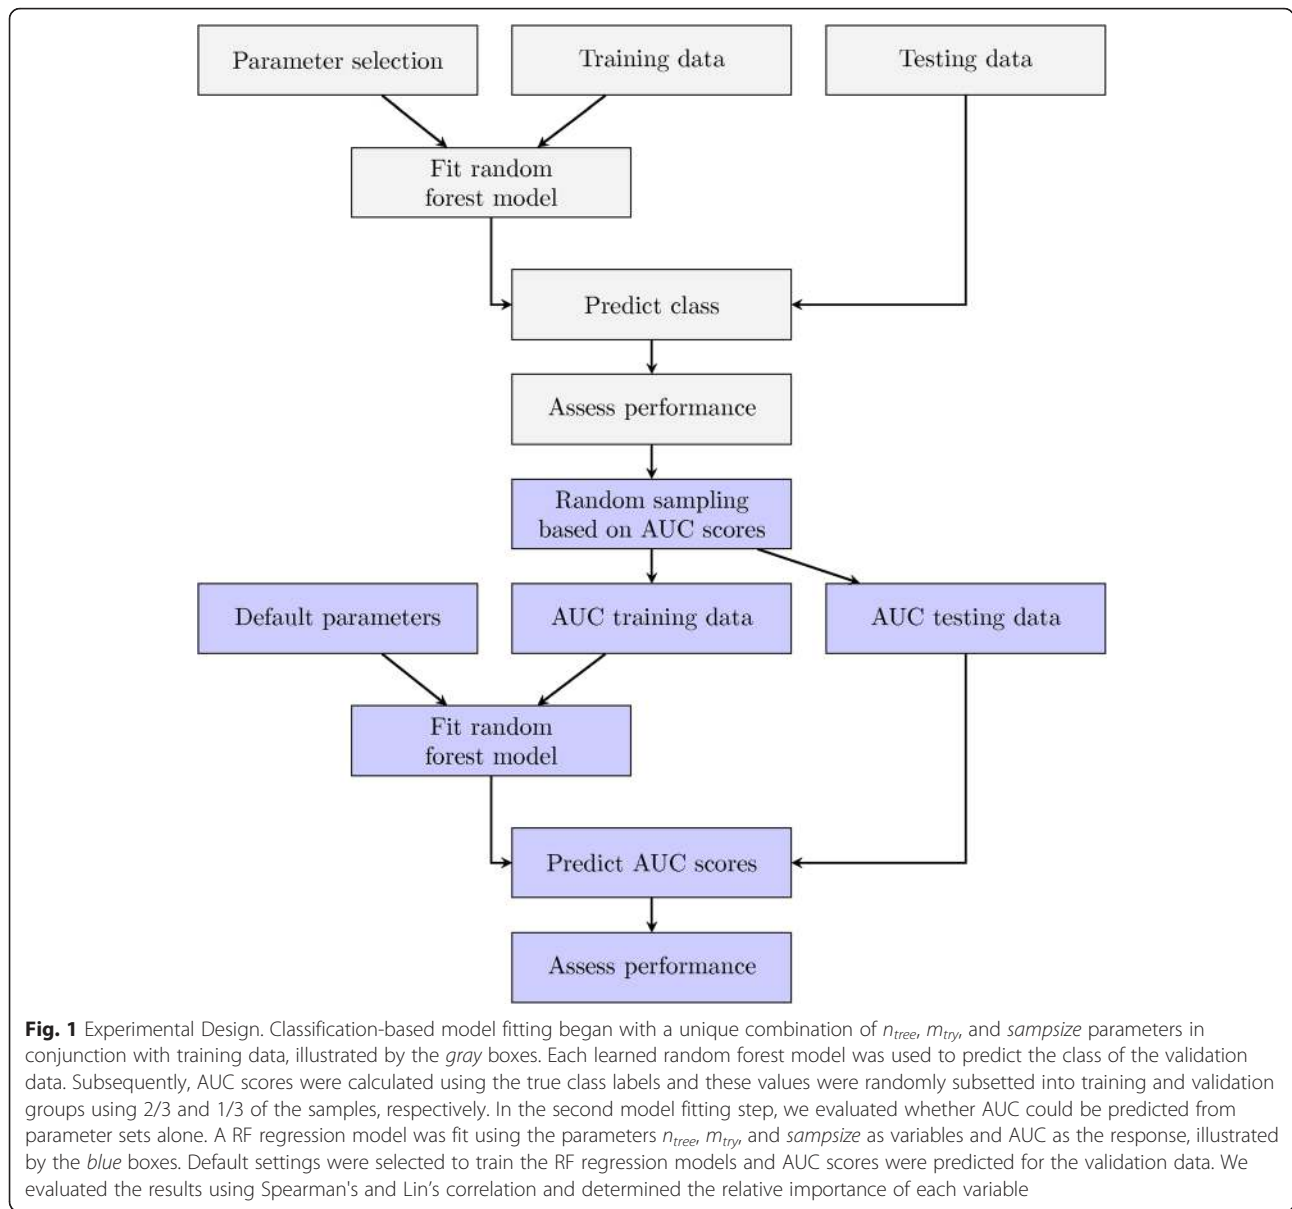 Parameter selection
Training data
Testing data
Fit random
forest model
Predict class
Assess performance
Random sampling
based on AUC scores
Default parameters
AUC training data
AUC testing data
Fit random
forest model
Predict AUC scores
Assess performance
Fig. 1 Experimental Design. Classification-based model fitting began with a unique combination of ntree, mtry, and sampsize parameters in
conjunction with training data, illustrated by the gray boxes. Each learned random forest model was used to predict the class of the validation
data. Subsequently, AUC scores were calculated using the true class labels and these values were randomly subsetted into training and validation
groups using 2/3 and 1/3 of the samples, respectively. In the second model fitting step, we evaluated whether AUC could be predicted from
parameter sets alone. A RF regression model was fit using the parameters ntree, mtry, and sampsize as variables and AUC as the response, illustrated
by the blue boxes. Default settings were selected to train the RF regression models and AUC scores were predicted for the validation data. We
evaluated the results using Spearman's and Lin’s correlation and determined the relative importance of each variable